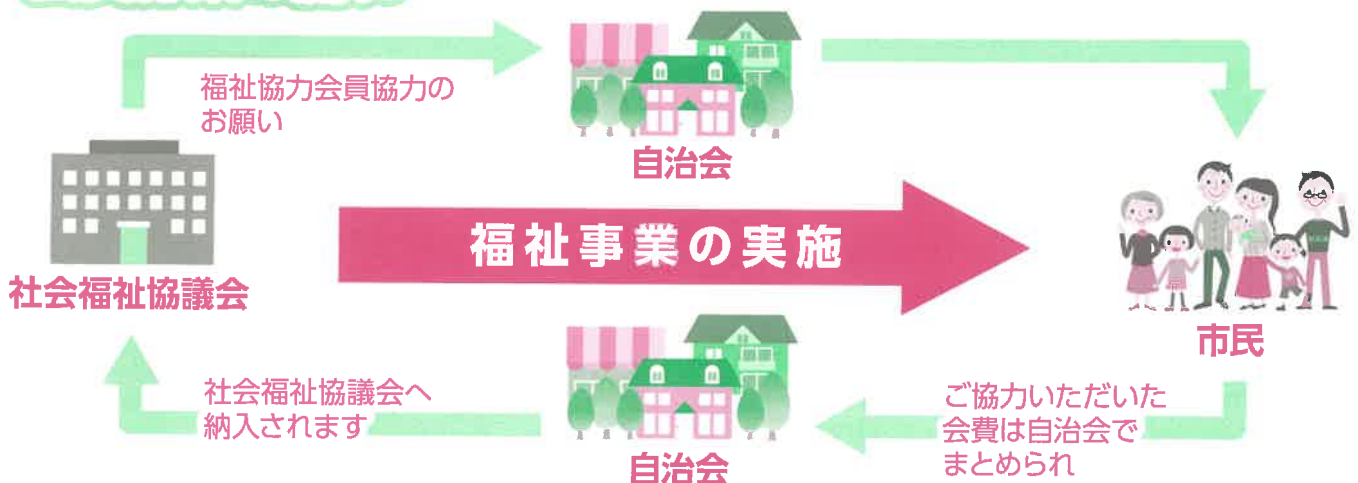 福祉協力会員協力の
お願い
自治会
社会福祉協議会
福祉事業の実施
市民
社会福祉協議会へ
納入されます
自治会
ご協力いただいた
会費は自治会で
まとめられ